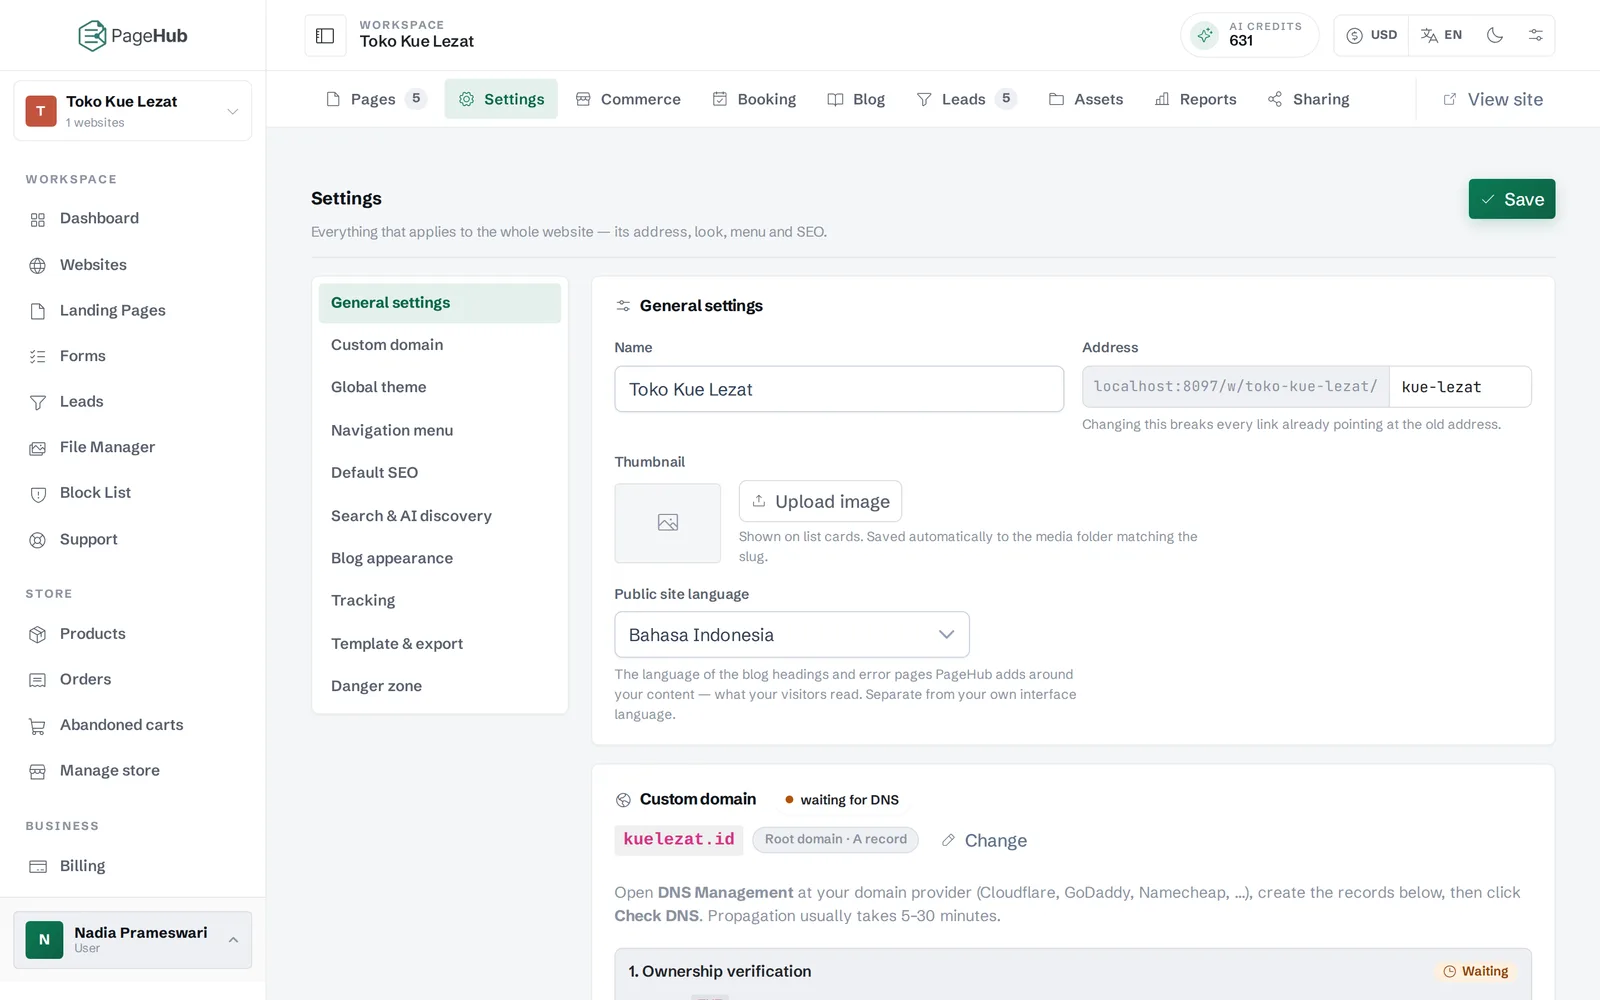 PageHub
WORKSPACE
Toko Kue Lezat
AI CREDITS
631
USD
EN
T
Toko Kue Lezat
1 websites
Pages 5
Settings
Commerce
Booking
Blog
Leads 5
Assets
Reports
Sharing
View site
WORKSPACE
Dashboard
Websites
Landing Pages
Forms
Leads
File Manager
Block List
Support
STORE
Products
Orders
Abandoned carts
Manage store
BUSINESS
Billing
N
Nadia Prameswari
User
Settings
Everything that applies to the whole website — its address, look, menu and SEO.
Save
General settings
Custom domain
Global theme
Navigation menu
Default SEO
Search & AI discovery
Blog appearance
Tracking
Template & export
Danger zone
General settings
Name
Toko Kue Lezat
Address
localhost:8097/w/toko-kue-lezat/ kue-lezat
Changing this breaks every link already pointing at the old address.
Thumbnail
Upload image
Shown on list cards. Saved automatically to the media folder matching the
slug.
Public site language
Bahasa Indonesia
The language of the blog headings and error pages PageHub adds around
your content — what your visitors read. Separate from your own interface
language.
Custom domain
waiting for DNS
kuelezat.id
Root domain · A record
Change
Open DNS Management at your domain provider (Cloudflare, GoDaddy, Namecheap, …), create the records below, then click
Check DNS. Propagation usually takes 5–30 minutes.
1. Ownership verification
Waiting